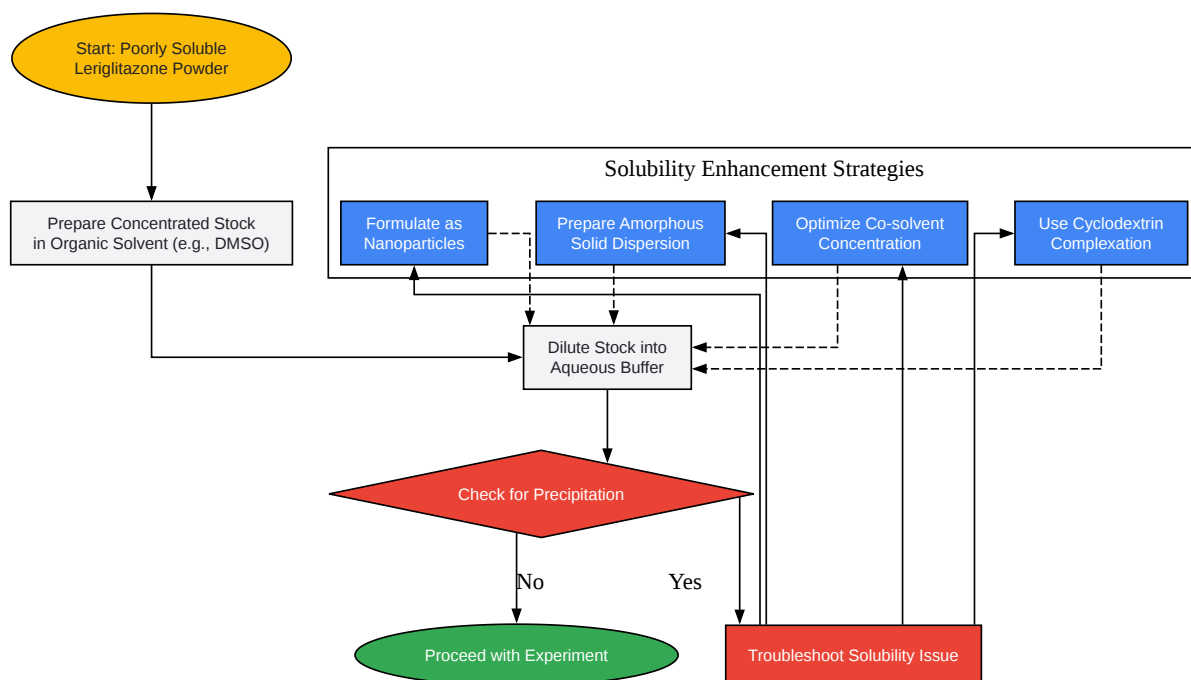 Start: Poorly Soluble
Leriglitazone Powder
Solubility Enhancement Strategies
Prepare Concentrated Stock
in Organic Solvent (e.g., DMSO)
Formulate as
Nanoparticles
Prepare Amorphous
Solid Dispersion
Optimize Co-solvent
Concentration
Use Cyclodextrin
Complexation
Dilute Stock into
Aqueous Buffer
Check for Precipitation
No
Yes
Proceed with Experiment
Troubleshoot Solubility Issue